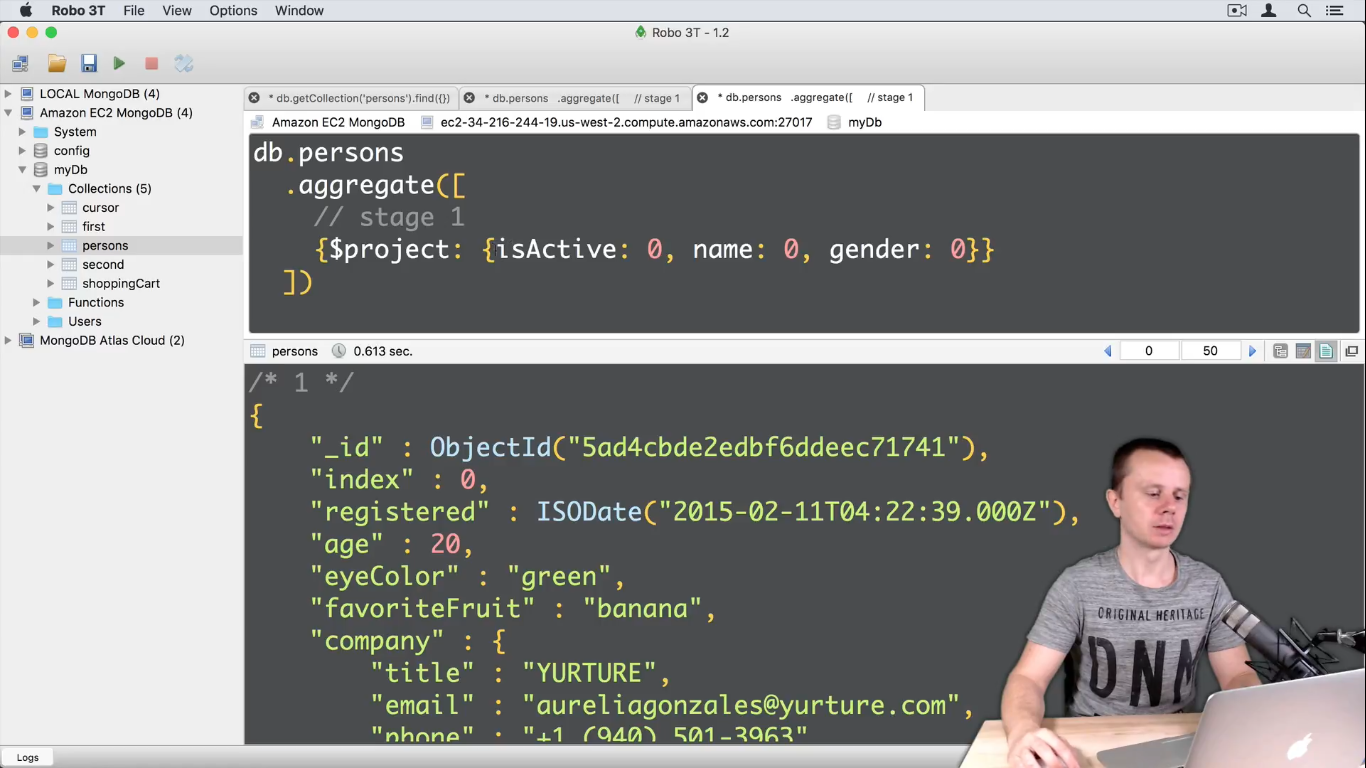 Robo 3T File View Options Window
Robo 3T - 1.2
LOCAL MongoDB (4)
Amazon EC2 MongoDB (4)
System
config
myDb
Collections (5)
cursor
first
persons
second
shoppingCart
Functions
Users
MongoDB Atlas Cloud (2)
* db.getCollection('persons').find({}) * db.persons .aggregate([ // stage 1 * db.persons .aggregate([ // stage 1
Amazon EC2 MongoDB ec2-34-216-244-19.us-west-2.compute.amazonaws.com:27017 myDb
db.persons
.aggregate([
// stage 1
{$project: {isActive: 0, name: 0, gender: 0}}
])
persons 0.613 sec. 0 50
/* 1 */
{
"_id" : ObjectId("5ad4cbde2edbf6ddeec71741"),
"index" : 0,
"registered" : ISODate("2015-02-11T04:22:39.000Z"),
"age" : 20,
"eyeColor" : "green",
"favoriteFruit" : "banana",
"company" : {
"title" : "YURTURE",
"email" : "aureliagonzales@yurture.com",
"phone" : "+1 (940) 501-3963"
ORIGINAL HERITAGE
DNM
Logs